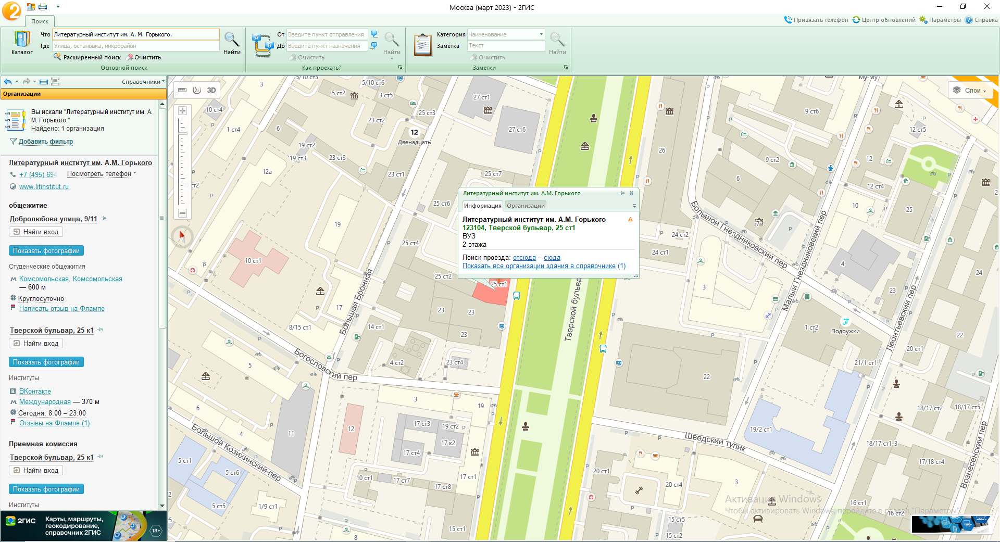 Москва (март 2023) - 2ГИС
Поиск
Привязать телефон
Центр обновлений
Параметры
Справка
Каталог
Что
Литературный институт им. А. М. Горького.
Где
Улица, остановка, микрорайон
Расширенный поиск
Очистить
Найти
Основной поиск
От
Введите пункт отправления
До
Введите пункт назначения
Очистить
Найти
Как проехать?
Категория
Наименование
Заметка
Текст
Очистить
Найти
Заметки
Справочники
Организации
Вы искали "Литературный институт им. А.
М. Горького."
Найдено: 1 организация
Добавить фильтр
Литературный институт им. А.М. Горького
+7 (495) 694
Посмотреть телефон
www.litinstitut.ru
общежитие
Добролюбова улица, 9/11
Найти вход
Показать фотографии
Студенческие общежития
Комсомольская, Комсомольская
— 600 м
Круглосуточно
Написать отзыв на Флампе
Тверской бульвар, 25 к1
Найти вход
Показать фотографии
Институты
ВКонтакте
Международная — 370 м
Сегодня: 8:00 – 23:00
Отзывы на Флампе (1)
Приемная комиссия
Тверской бульвар, 25 к1
Найти вход
Показать фотографии
Институты
2ГИС
Карты, маршруты,
геокодирование,
справочник 2ГИС
18+
3D
Слои
Литературный институт им. А.М. Горького
Информация
Организации
Литературный институт им. А.М. Горького
123104, Тверской бульвар, 25 ст1
ВУЗ
2 этажа
Поиск проезда: отсюда – сюда
Показать все организации здания в справочнике (1)
5/10 ст3
3
5 ст2
5/10 ст6
3 ст5
27 ст1
Му-Му
10 ст4
25 ст3
9 ст6
1 ст4
6
23 ст2
12
Двенадцать
27 ст6
12 ст5
19 ст2
19 ст3
23 ст3
26
9 ст2
12
12а
23 ст1
25 ст7
6
12 ст4
10 ст2
25 ст6
10
25
19
7
25 ст4
24 ст2
24 ст1
10 ст1
25 ст2
25 ст1
4
24
3
23
17
23
23
23
8/15 ст1
14 ст1
1 ст2
Подружки
22
20 ст1
5
4 ст2
23 ст4
21/1 ст1
22
6
3
19
18/17 ст2
18/17 ст5
11
4
12
17 ст3
19 ст2
17 к2
17 ст4
19/2 ст1
18/17 ст1-3
17/18 ст4
5 ст1
5 ст6
10 ст1
17 ст7
17 ст1
17 ст8
20 ст1
20 ст4
3
5 ст5
1/9 ст1
16 ст1
16 ст2
15 ст5
15 ст1
15 ст2
8
Большая Бронная
Богословский пер
Большой Козихинский пер
Тверской бульвар
Большой Гнездниковский пер
Малый Гнездниковский пер
Леонтьевский пер
Шведский тупик
Вознесенский пер
Активация Windows
Чтобы активировать Windows, перейдите в раздел "Параметры".